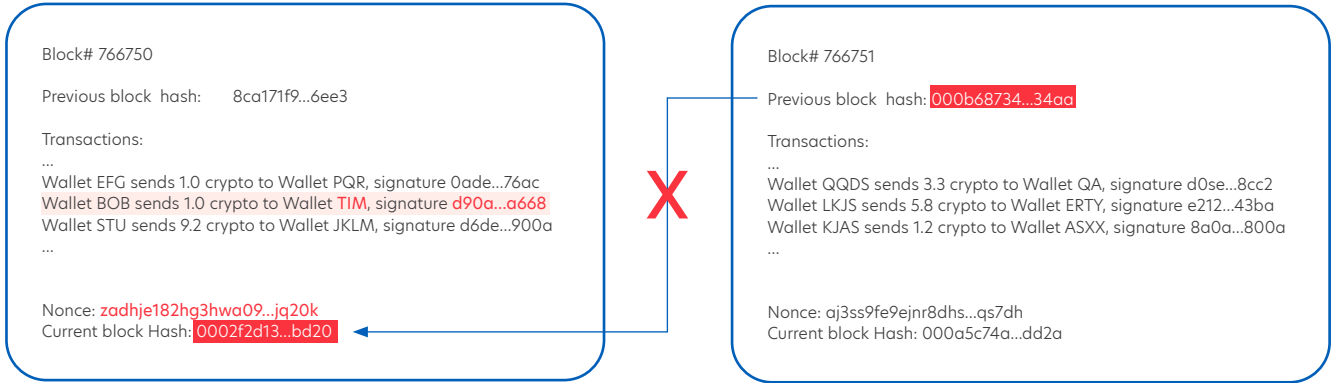 Block# 766750
Previous block hash: 8ca171f9...6ee3
Transactions:
...
Wallet EFG sends 1.0 crypto to Wallet PQR, signature 0ade...76ac
Wallet BOB sends 1.0 crypto to Wallet TIM, signature d90a...a668
Wallet STU sends 9.2 crypto to Wallet JKLM, signature d6de...900a
...
Nonce: zadhje182hg3hwa09...jq20k
Current block Hash: 0002f2d13...bd20
X
Block# 766751
Previous block hash: 000b68734...34aa
Transactions:
...
Wallet QQDS sends 3.3 crypto to Wallet QA, signature d0se...8cc2
Wallet LKJS sends 5.8 crypto to Wallet ERTY, signature e212...43ba
Wallet KJAS sends 1.2 crypto to Wallet ASXX, signature 8a0a...800a
...
Nonce: aj3ss9fe9ejnr8dhs...qs7dh
Current block Hash: 000a5c74a...dd2a